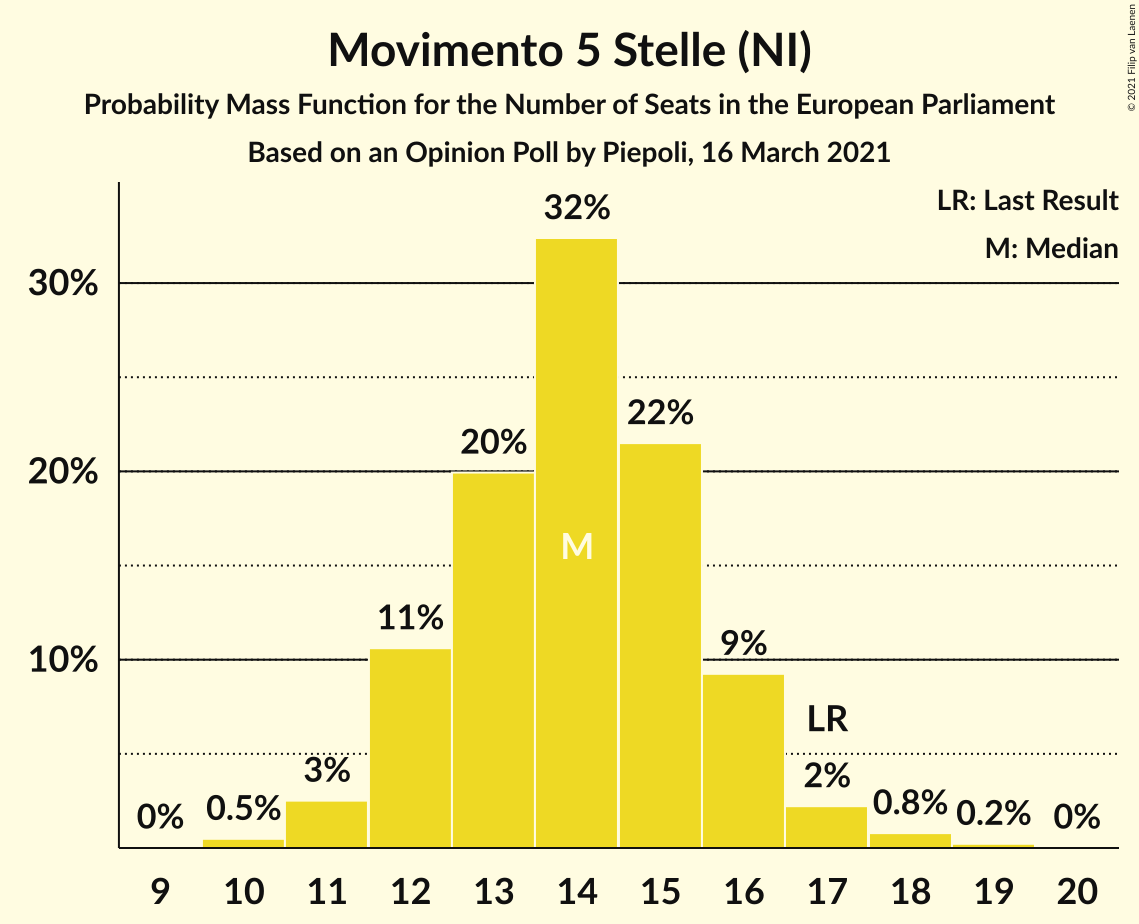 Movimento 5 Stelle (NI)
Probability Mass Function for the Number of Seats in the European Parliament
Based on an Opinion Poll by Piepoli, 16 March 2021
© 2021 Filip van Laenen
LR: Last Result
M: Median
30%
20%
10%
0%
0.5%
3%
11%
20%
32%
M
22%
9%
LR
2%
0.8%
0.2%
0%
9 10 11 12 13 14 15 16 17 18 19 20